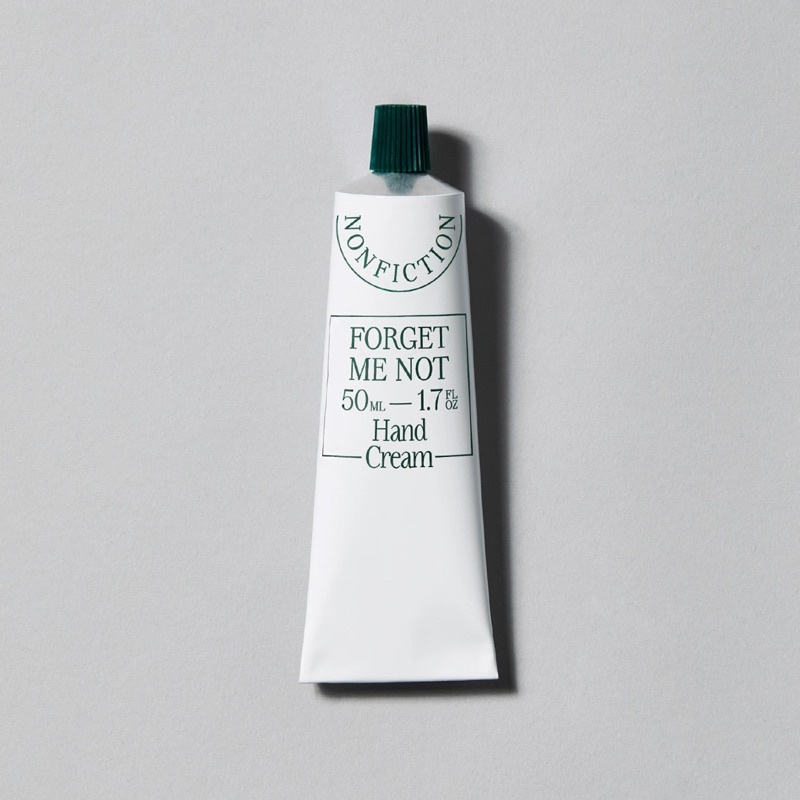 NONFICTION
FORGET
ME NOT
50ML — 1.7 FL OZ
Hand
Cream